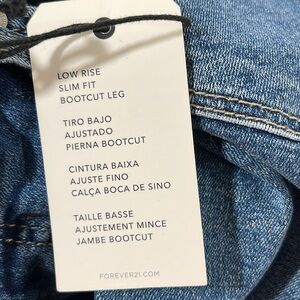 LOW RISE
SLIM FIT
BOOTCUT LEG
TIRO BAJO
AJUSTADO
PIERNA BOOTCUT
CINTURA BAIXA
AJUSTE FINO
CALÇA BOCA DE SINO
TAILLE BASSE
AJUSTEMENT MINCE
JAMBE BOOTCUT
FOREVER21.COM